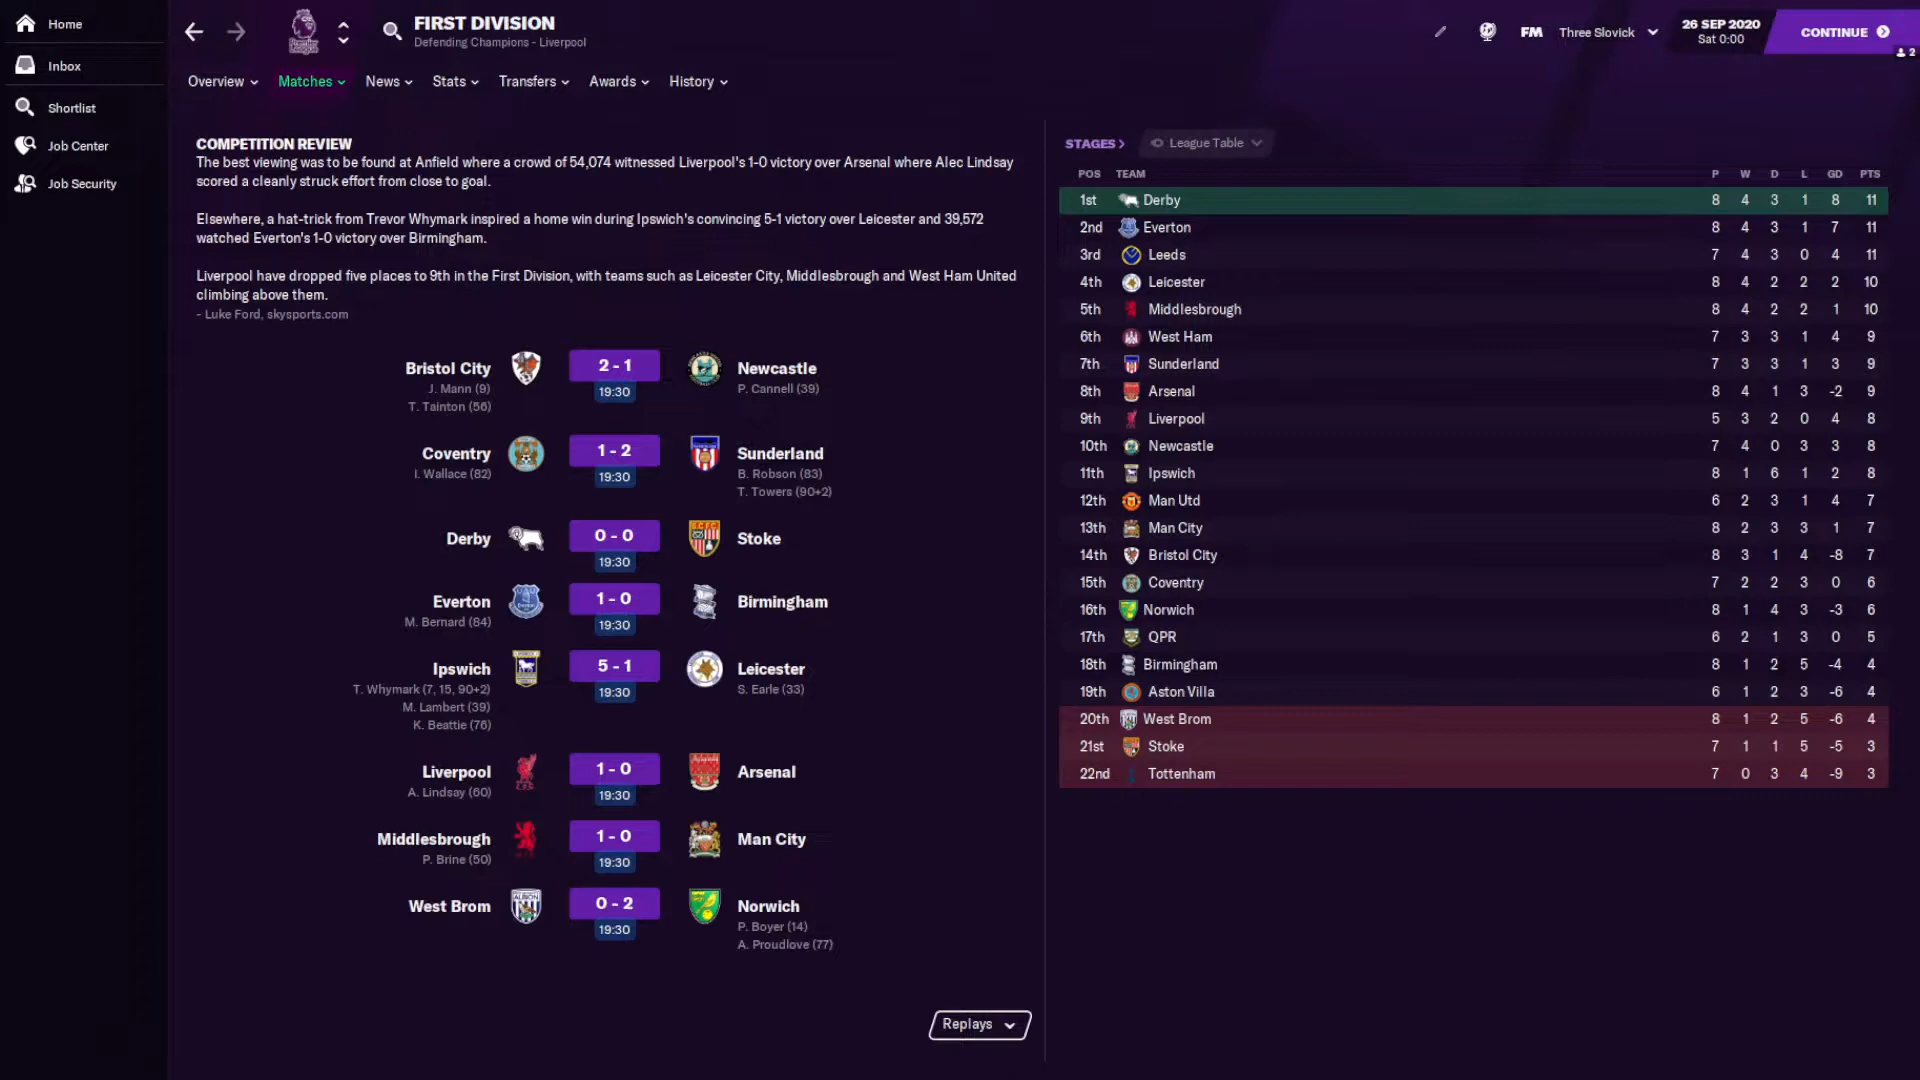 Home
Inbox
Shortlist
Job Center
Job Security
FIRST DIVISION
Defending Champions - Liverpool
FM
Three Slovick
26 SEP 2020
Sat 0:00
CONTINUE
2
Overview
Matches
News
Stats
Transfers
Awards
History
COMPETITION REVIEW
The best viewing was to be found at Anfield where a crowd of 54,074 witnessed Liverpool's 1-0 victory over Arsenal where Alec Lindsay
scored a cleanly struck effort from close to goal.
Elsewhere, a hat-trick from Trevor Whymark inspired a home win during Ipswich's convincing 5-1 victory over Leicester and 39,572
watched Everton's 1-0 victory over Birmingham.
Liverpool have dropped five places to 9th in the First Division, with teams such as Leicester City, Middlesbrough and West Ham United
climbing above them.
- Luke Ford, skysports.com
Bristol City 2 - 1 Newcastle
J. Mann (9) 19:30 P. Cannell (39)
T. Tainton (56)
Coventry 1 - 2 Sunderland
I. Wallace (82) 19:30 B. Robson (83)
T. Towers (90+2)
Derby 0 - 0 Stoke
19:30
Everton 1 - 0 Birmingham
M. Bernard (84) 19:30
Ipswich 5 - 1 Leicester
T. Whymark (7, 15, 90+2) 19:30 S. Earle (33)
M. Lambert (39)
K. Beattie (76)
Liverpool 1 - 0 Arsenal
A. Lindsay (60) 19:30
Middlesbrough 1 - 0 Man City
P. Brine (50) 19:30
West Brom 0 - 2 Norwich
19:30 P. Boyer (14)
A. Proudlove (77)
Replays
STAGES League Table
POS TEAM P W D L GD PTS
1st Derby 8 4 3 1 8 11
2nd Everton 8 4 3 1 7 11
3rd Leeds 7 4 3 0 4 11
4th Leicester 8 4 2 2 2 10
5th Middlesbrough 8 4 2 2 1 10
6th West Ham 7 3 3 1 4 9
7th Sunderland 7 3 3 1 3 9
8th Arsenal 8 4 1 3 -2 9
9th Liverpool 5 3 2 0 4 8
10th Newcastle 7 4 0 3 3 8
11th Ipswich 8 1 6 1 2 8
12th Man Utd 6 2 3 1 4 7
13th Man City 8 2 3 3 1 7
14th Bristol City 8 3 1 4 -8 7
15th Coventry 7 2 2 3 0 6
16th Norwich 8 1 4 3 -3 6
17th QPR 6 2 1 3 0 5
18th Birmingham 8 1 2 5 -4 4
19th Aston Villa 6 1 2 3 -6 4
20th West Brom 8 1 2 5 -6 4
21st Stoke 7 1 1 5 -5 3
22nd Tottenham 7 0 3 4 -9 3